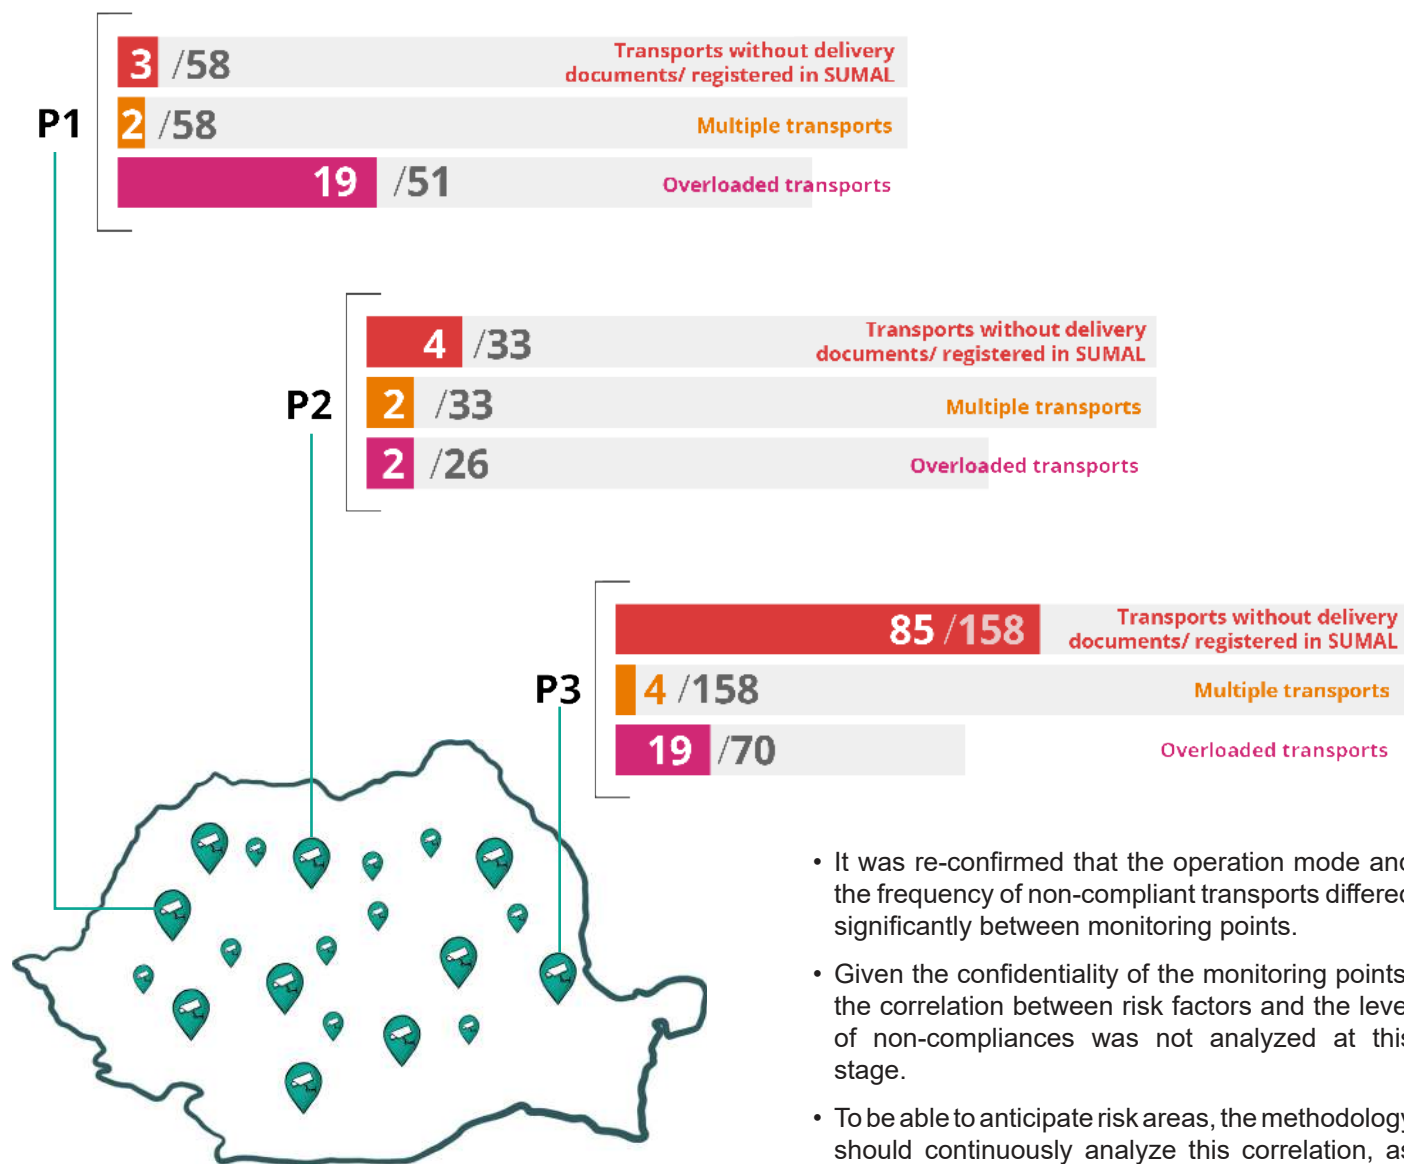 P1
3 /58
Transports without delivery
documents/ registered in SUMAL
2 /58
Multiple transports
19 /51
Overloaded transports
P2
4 /33
Transports without delivery
documents/ registered in SUMAL
2 /33
Multiple transports
2 /26
Overloaded transports
P3
85 /158
Transports without delivery
documents/ registered in SUMAL
4 /158
Multiple transports
19 /70
Overloaded transports
• It was re-confirmed that the operation mode and
the frequency of non-compliant transports differed
significantly between monitoring points.
• Given the confidentiality of the monitoring points,
the correlation between risk factors and the level
of non-compliances was not analyzed at this
stage.
• To be able to anticipate risk areas, the methodology
should continuously analyze this correlation, as